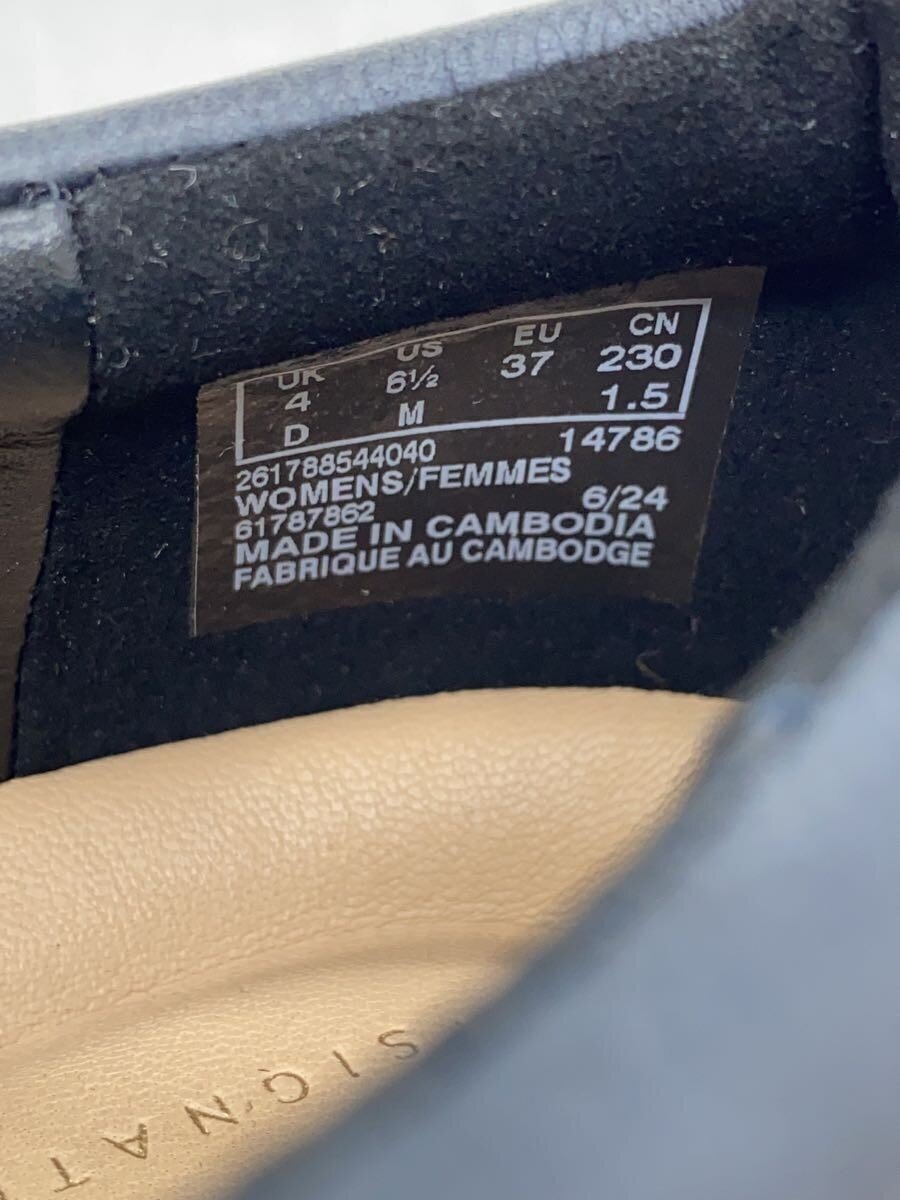 UK US EU CN
4 6½ 37 230
D M 1.5
261788544040 14786
WOMENS/FEMMES
61787862 6/24
MADE IN CAMBODIA
FABRIQUE AU CAMBODGE